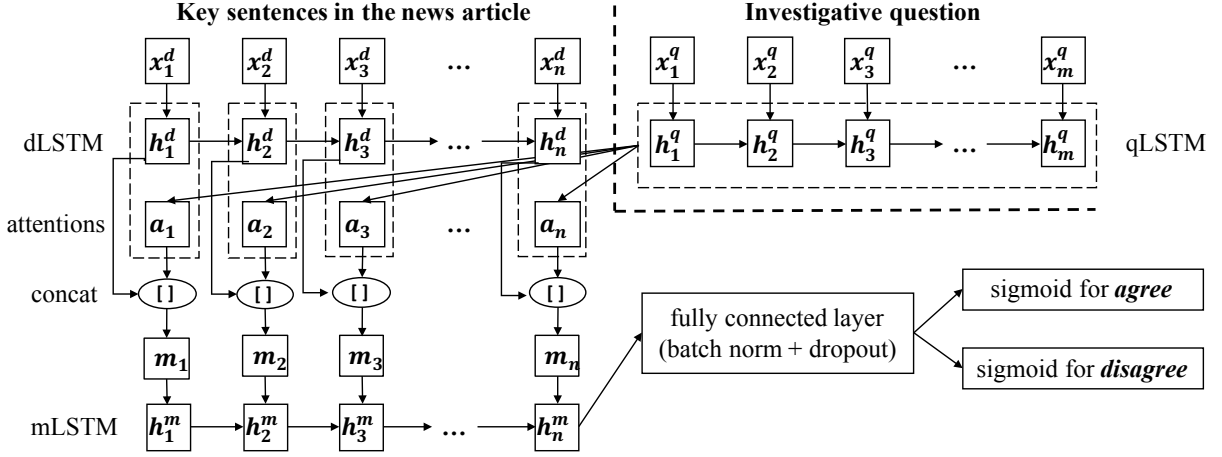 Key sentences in the news article
Investigative question
x_1^d x_2^d x_3^d ... x_n^d
x_1^q x_2^q x_3^q ... x_m^q
dLSTM h_1^d h_2^d h_3^d ... h_n^d
h_1^q h_2^q h_3^q ... h_m^q qLSTM
attentions a_1 a_2 a_3 ... a_n
concat [ ] [ ] [ ] [ ]
m_1 m_2 m_3 m_n
mLSTM h_1^m h_2^m h_3^m ... h_n^m
fully connected layer
(batch norm + dropout)
sigmoid for agree
sigmoid for disagree